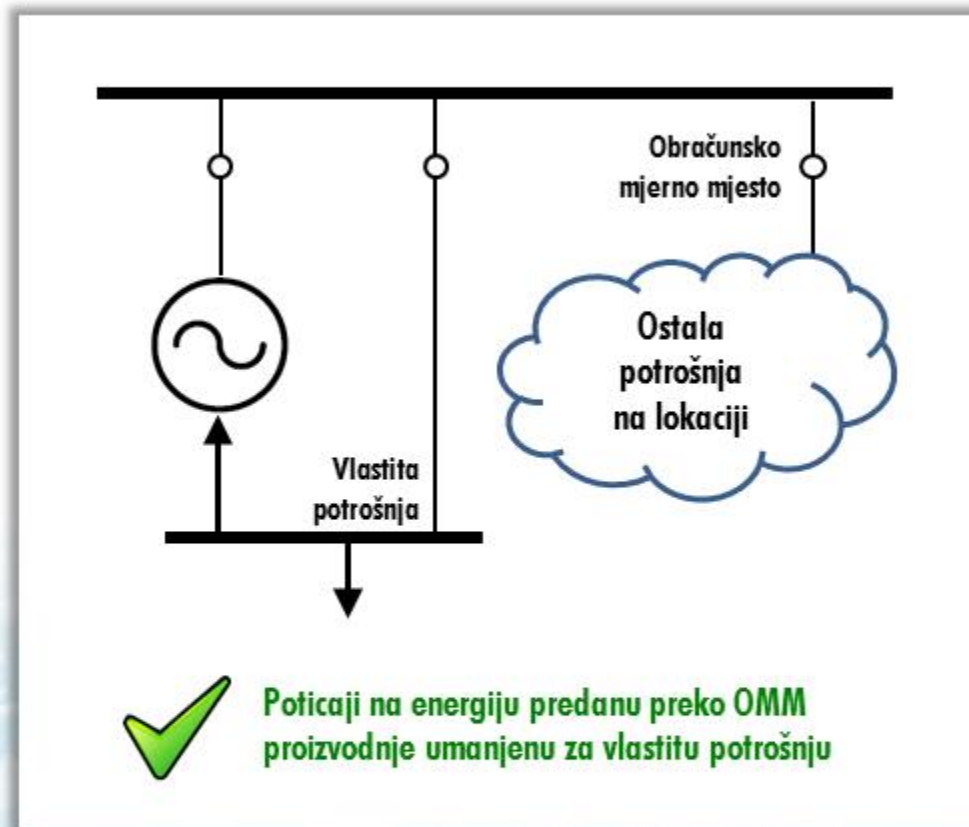 Obračunsko
mjerno mjesto
Ostala
potrošnja
na lokaciji
Vlastita
potrošnja
Poticaji na energiju predanu preko OMM
proizvodnje umanjenu za vlastitu potrošnju